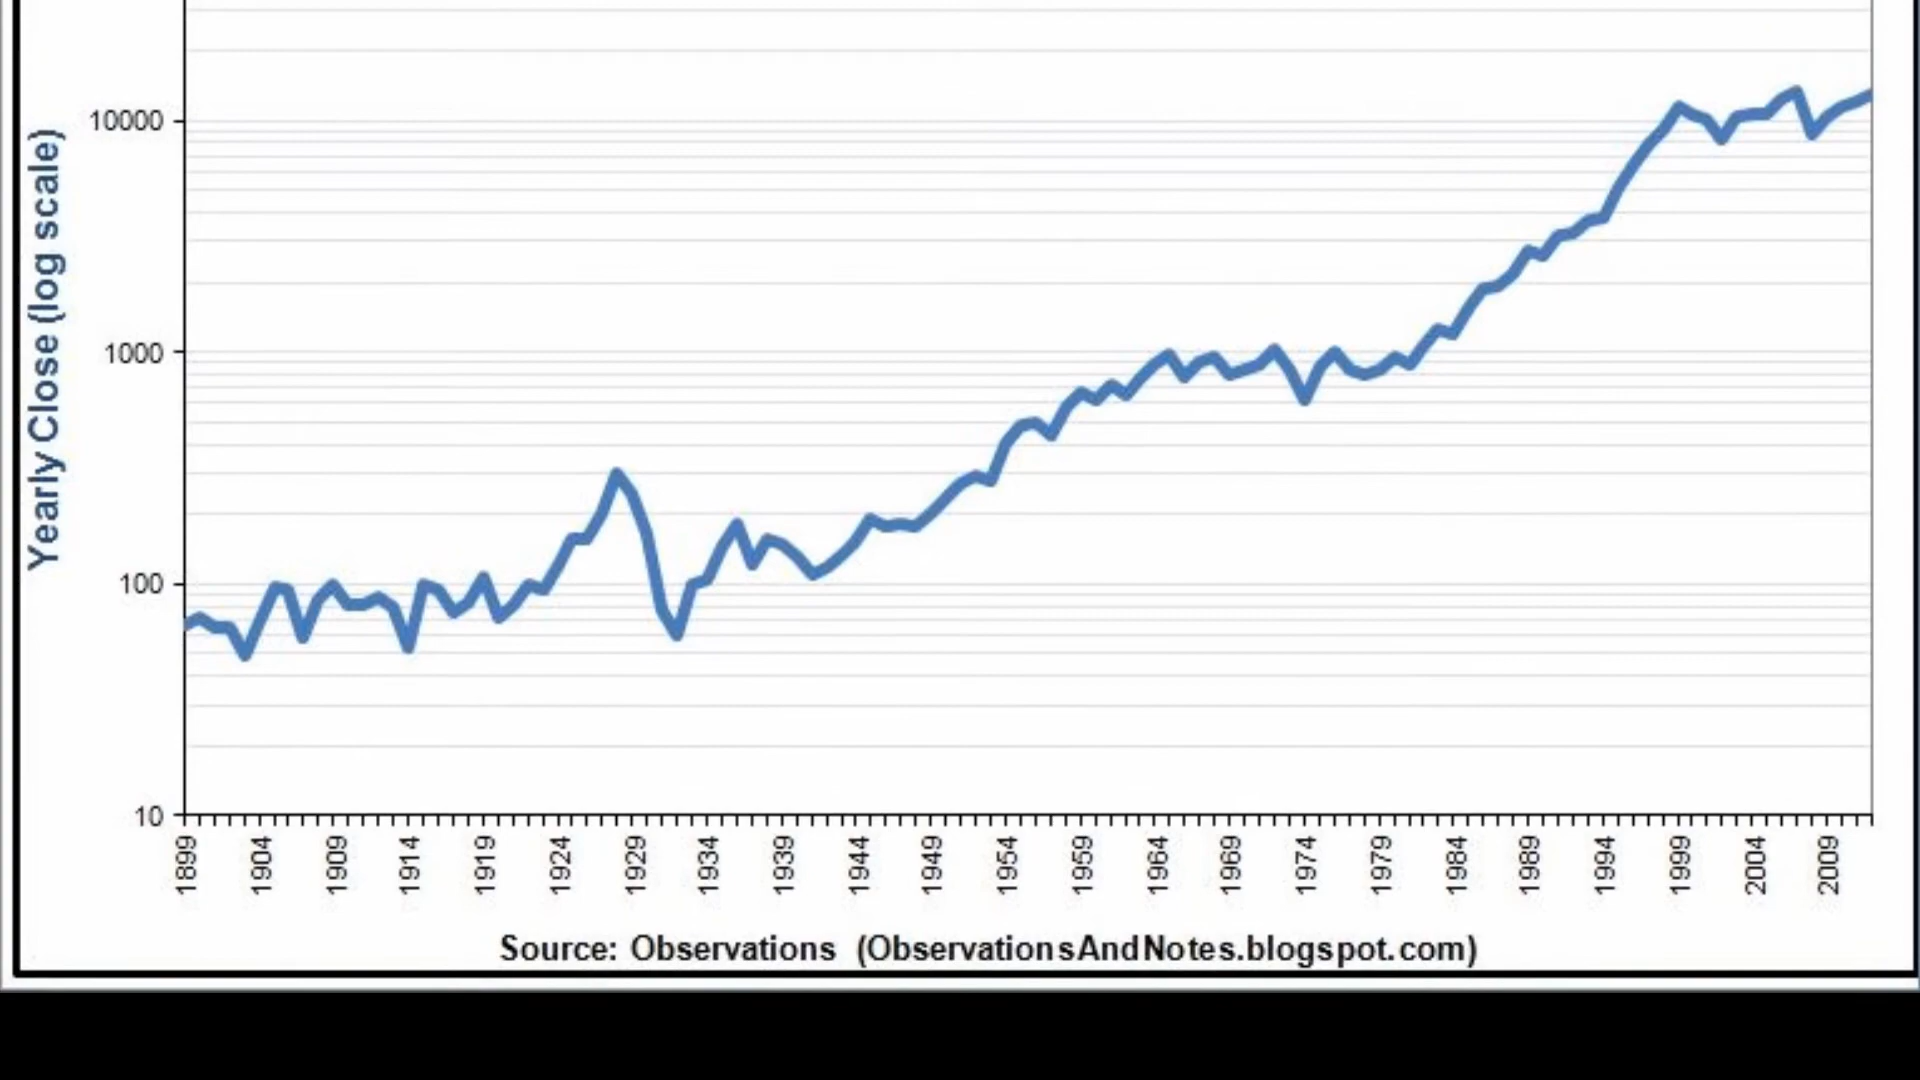 Yearly Close (log scale)
10000
1000
100
10
1899 1904 1909 1914 1919 1924 1929 1934 1939 1944 1949 1954 1959 1964 1969 1974 1979 1984 1989 1994 1999 2004 2009
Source: Observations (ObservationsAndNotes.blogspot.com)